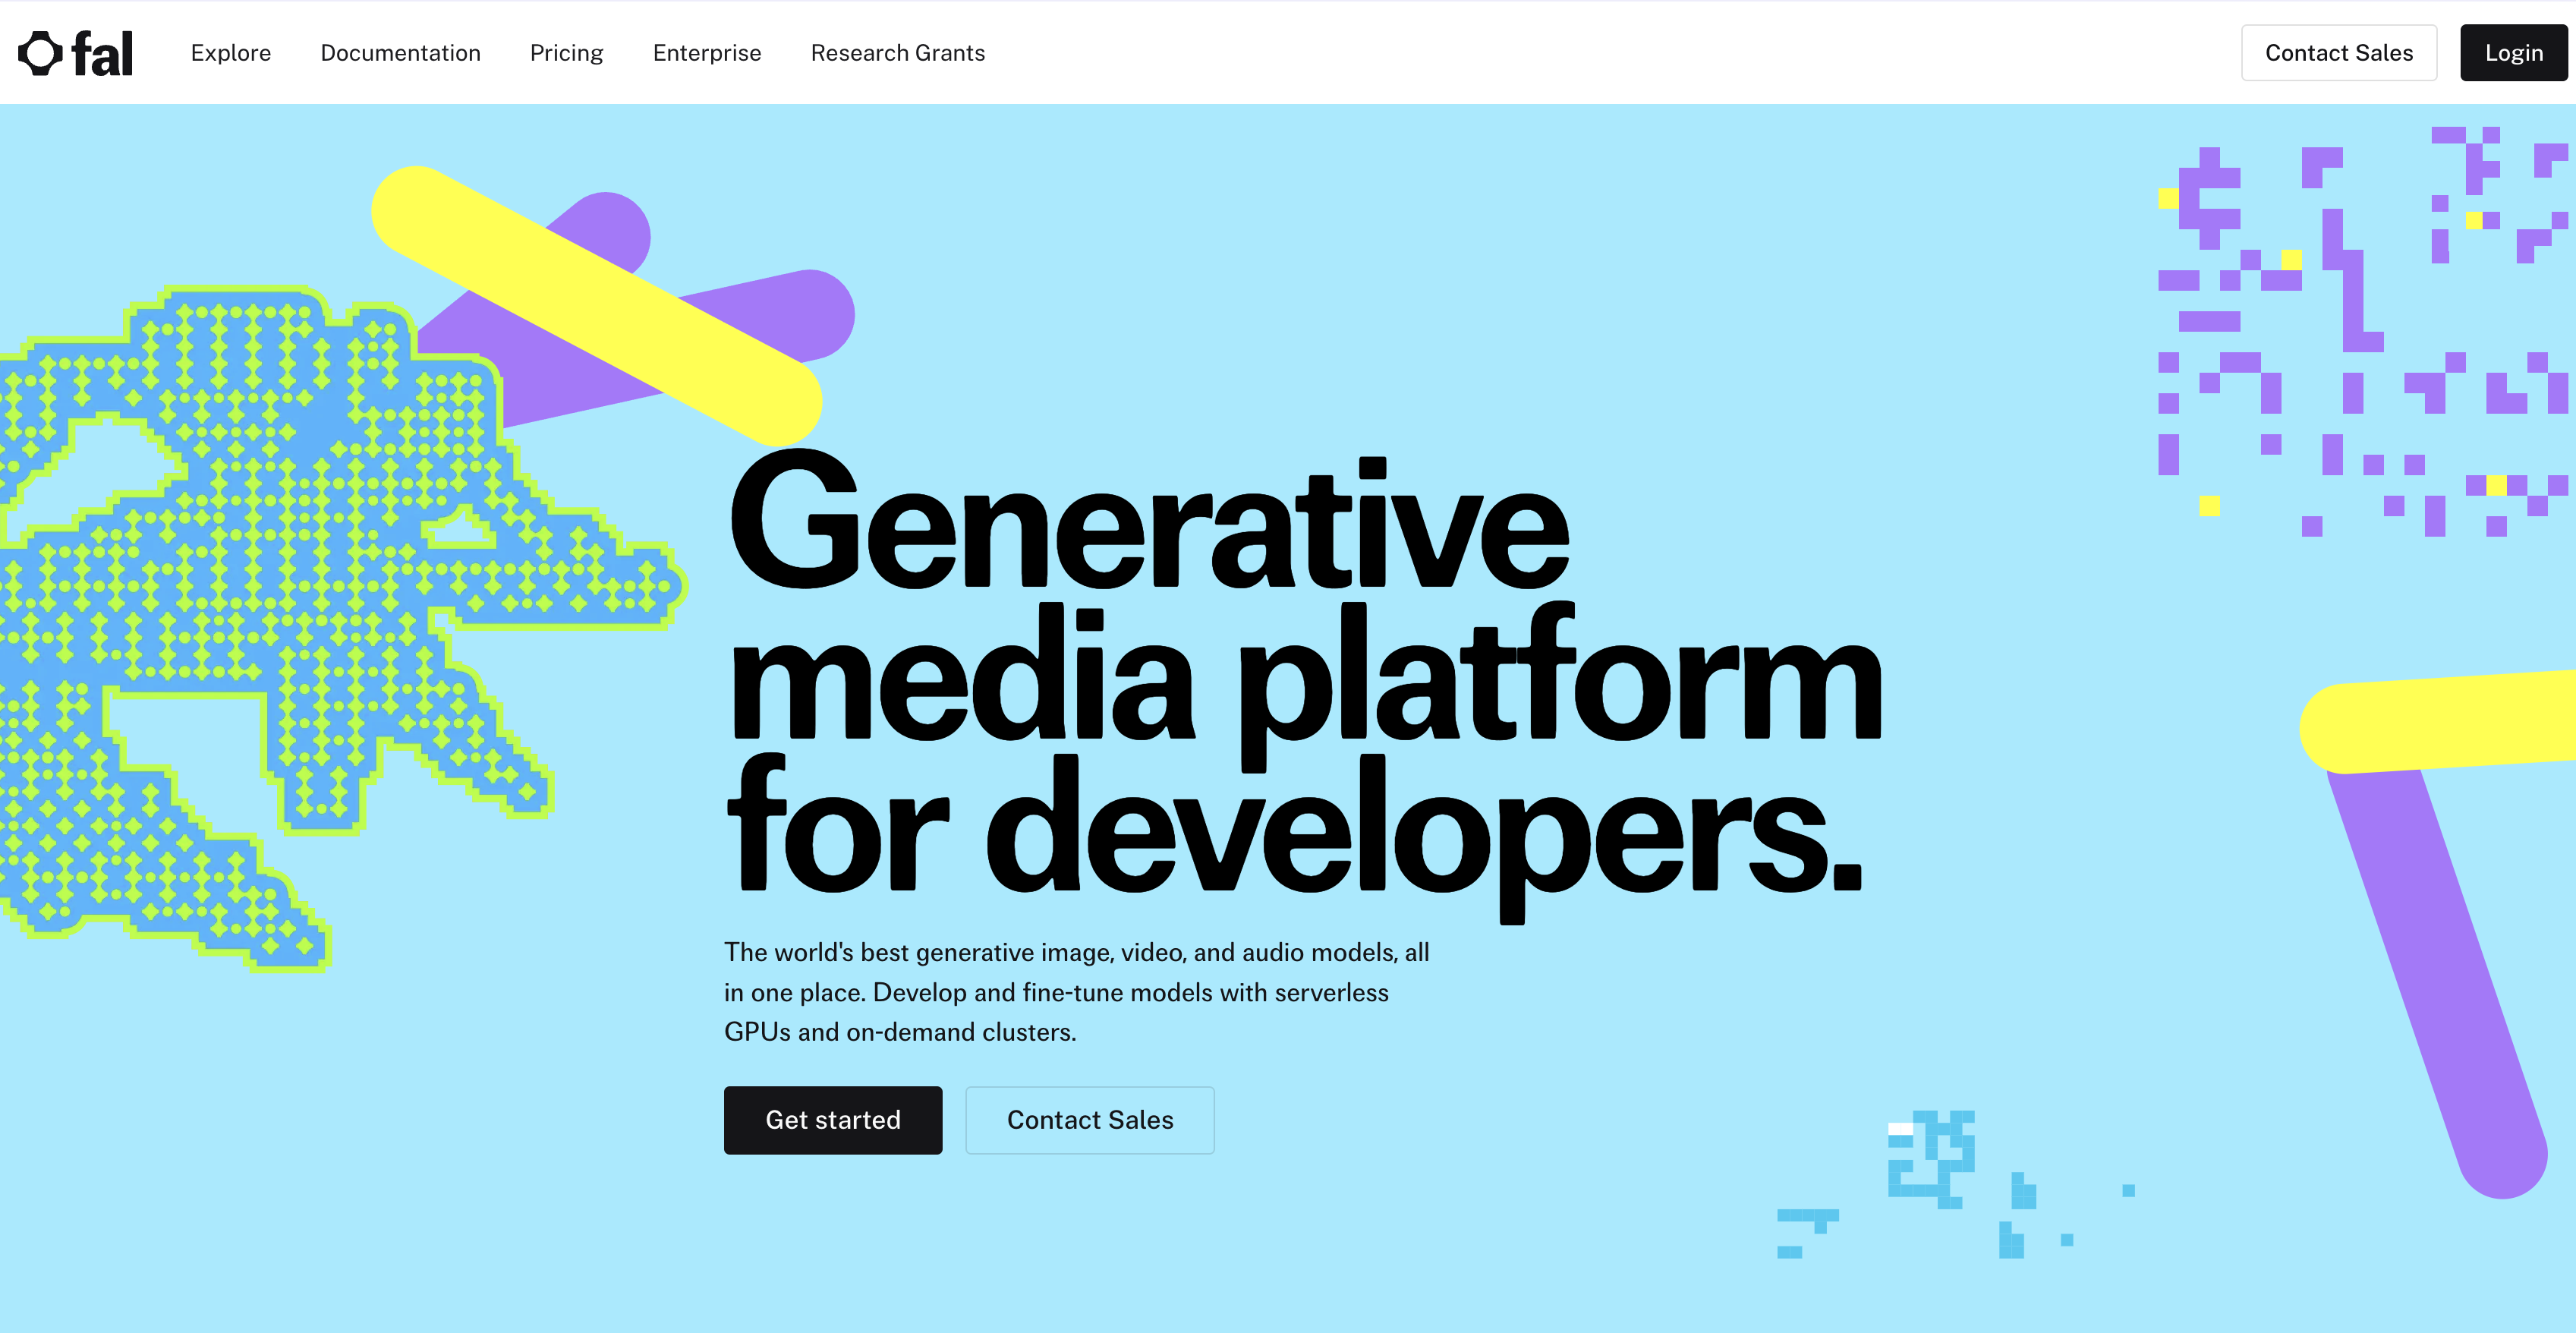 fal
Explore
Documentation
Pricing
Enterprise
Research Grants
Contact Sales
Login
Generative
media platform
for developers.
The world's best generative image, video, and audio models, all
in one place. Develop and fine-tune models with serverless
GPUs and on-demand clusters.
Get started
Contact Sales